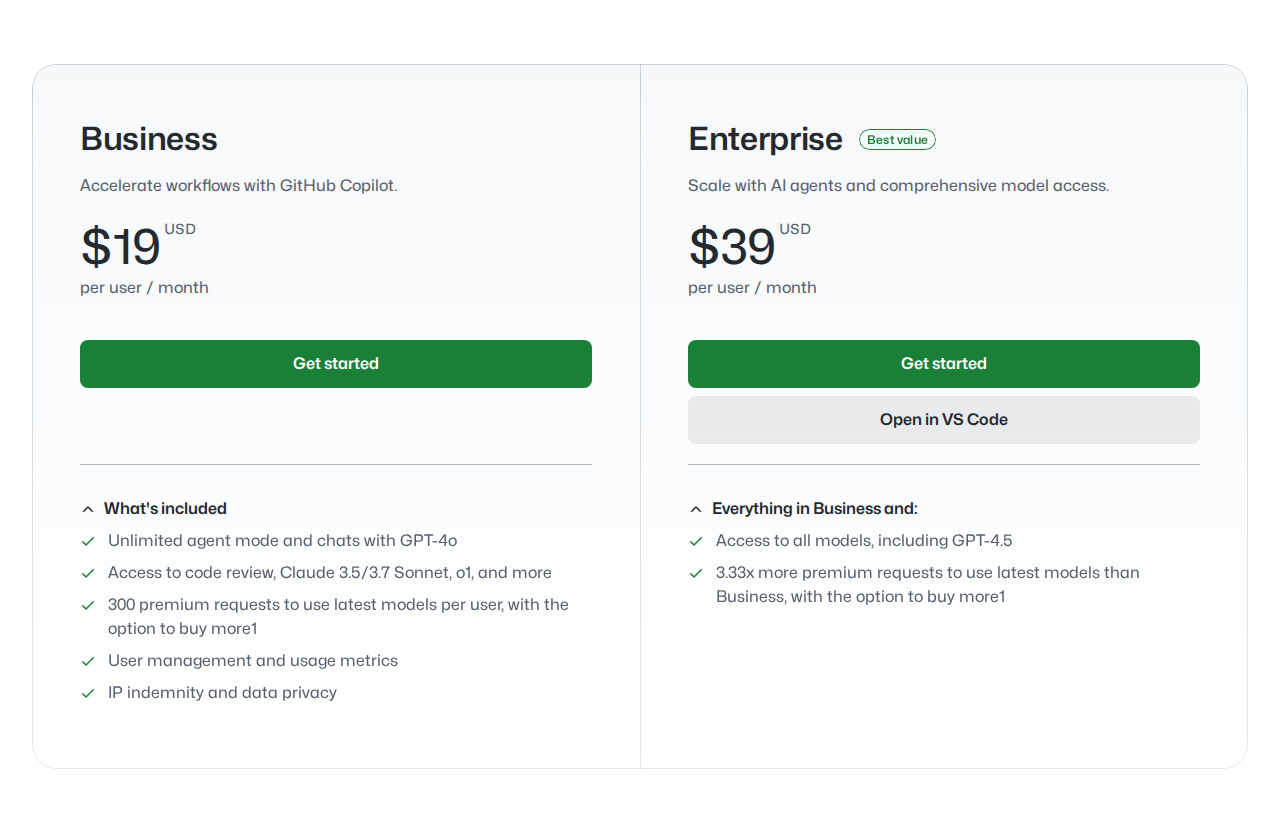 Business
Accelerate workflows with GitHub Copilot.
$19 USD
per user / month
Get started
What's included
Unlimited agent mode and chats with GPT-4o
Access to code review, Claude 3.5/3.7 Sonnet, o1, and more
300 premium requests to use latest models per user, with the
option to buy more1
User management and usage metrics
IP indemnity and data privacy
Enterprise Best value
Scale with AI agents and comprehensive model access.
$39 USD
per user / month
Get started
Open in VS Code
Everything in Business and:
Access to all models, including GPT-4.5
3.33x more premium requests to use latest models than
Business, with the option to buy more1